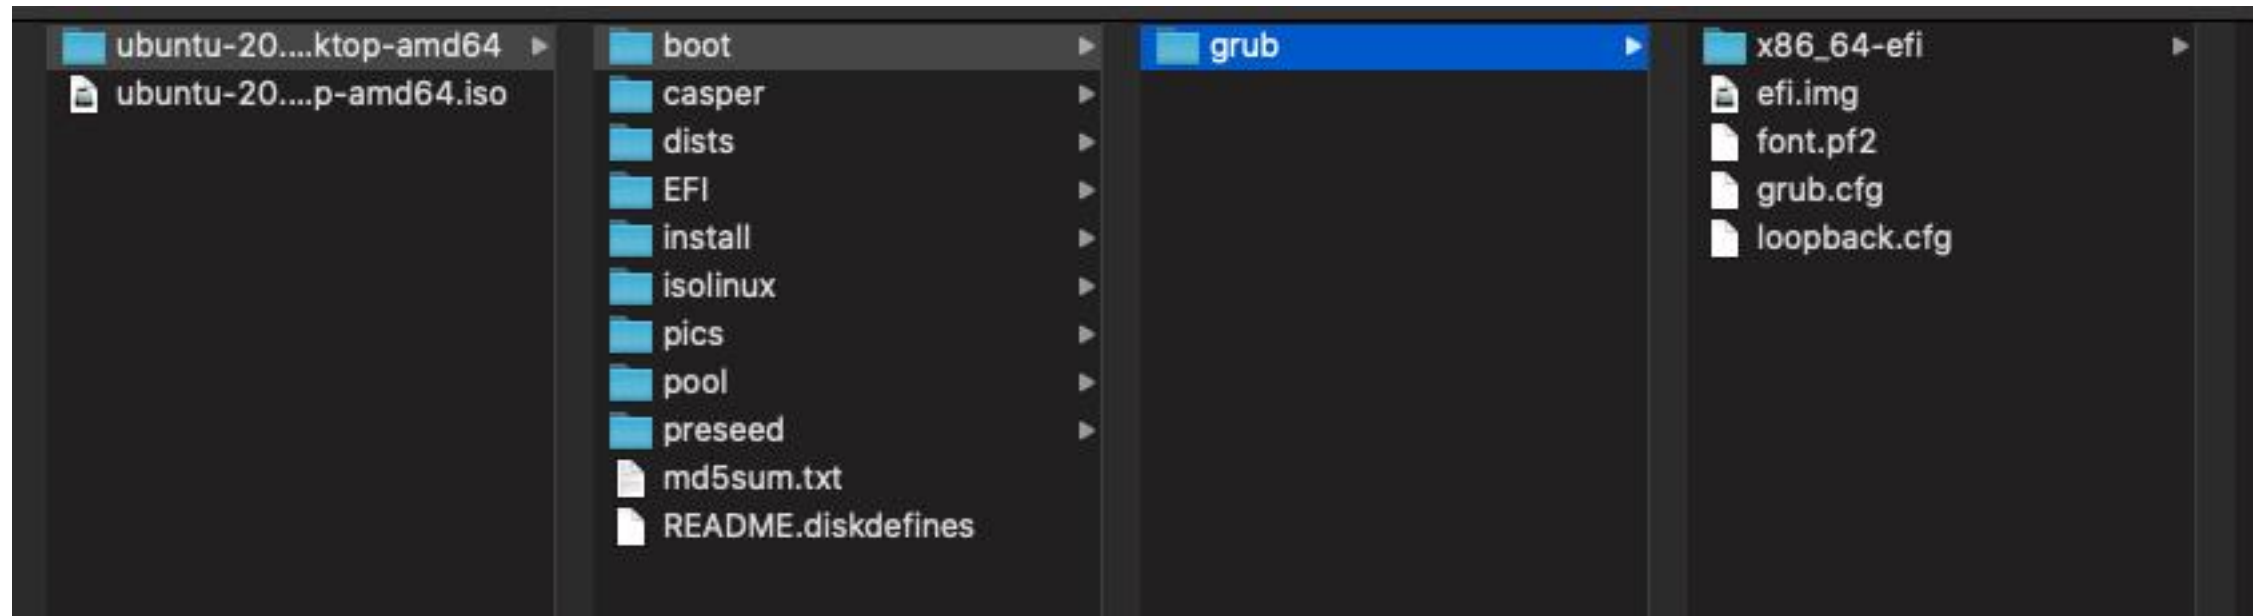 ubuntu-20....ktop-amd64
ubuntu-20....p-amd64.iso
boot
casper
dists
EFI
install
isolinux
pics
pool
preseed
md5sum.txt
README.diskdefines
grub
x86_64-efi
efi.img
font.pf2
grub.cfg
loopback.cfg